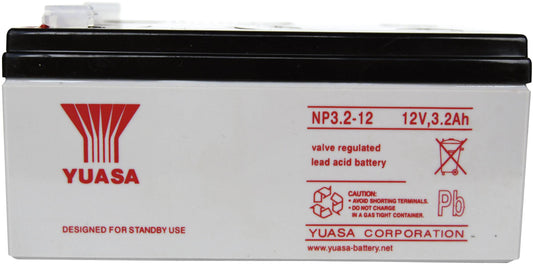 YUASA
DESIGNED FOR STANDBY USE
NP3.2-12 12V,3.2Ah
valve regulated
lead acid battery
CAUTION:
• AVOID SHORTING TERMINALS.
• DO NOT CHARGE
IN A GAS TIGHT CONTAINER.
Pb
YUASA CORPORATION
www.yuasa-battery.net